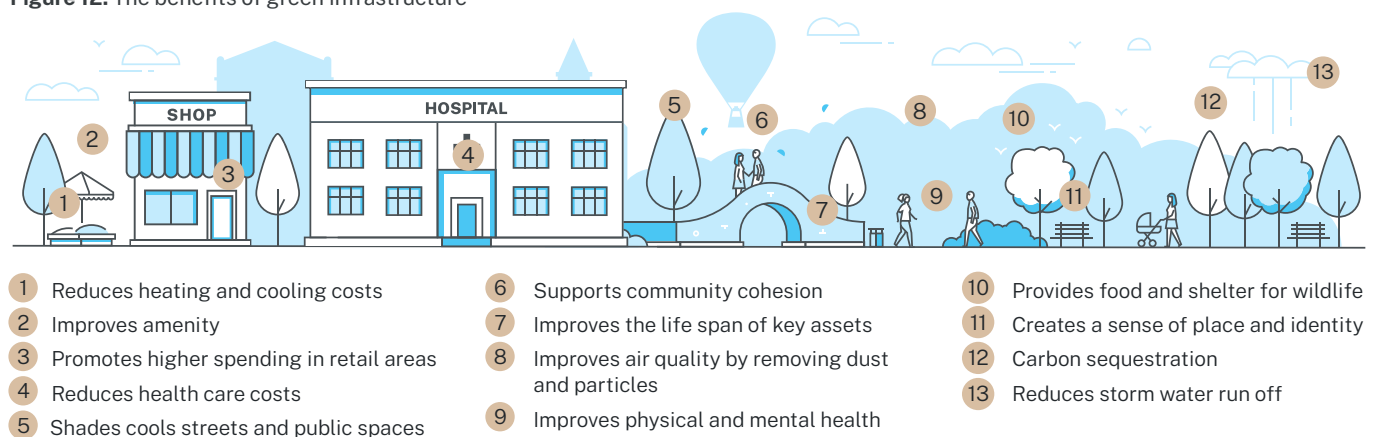 Figure 12. The benefits of green infrastructure
SHOP
HOSPITAL
1
2
3
4
5
6
7
8
9
10
11
12
13
1 Reduces heating and cooling costs
2 Improves amenity
3 Promotes higher spending in retail areas
4 Reduces health care costs
5 Shades cools streets and public spaces
6 Supports community cohesion
7 Improves the life span of key assets
8 Improves air quality by removing dust
and particles
9 Improves physical and mental health
10 Provides food and shelter for wildlife
11 Creates a sense of place and identity
12 Carbon sequestration
13 Reduces storm water run off